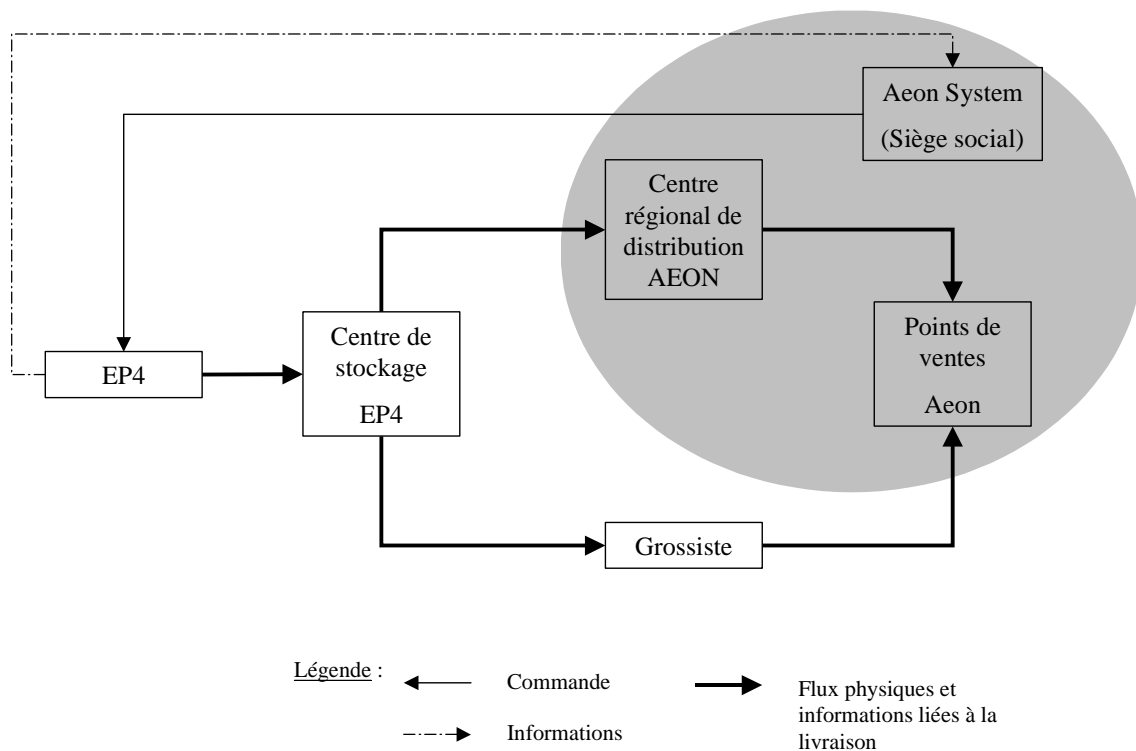 Aeon System
(Siège social)
Centre
régional de
distribution
AEON
Centre de
stockage
EP4
EP4
Points de
ventes
Aeon
Grossiste
Légende :
Commande
Informations
Flux physiques et
informations liées à la
livraison